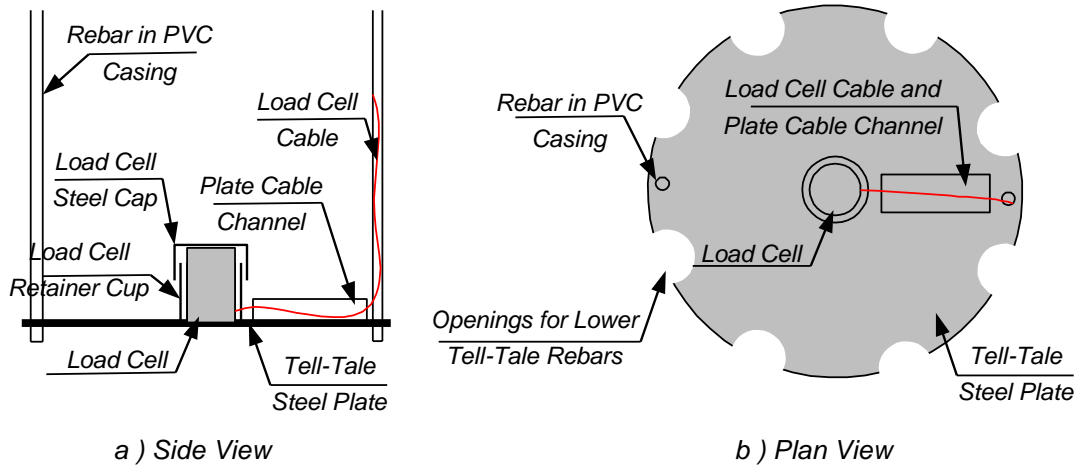 Rebar in PVC
Casing
Load Cell
Cable
Load Cell
Steel Cap
Plate Cable
Channel
Load Cell
Retainer Cup
Load Cell
Tell-Tale
Steel Plate
a ) Side View
Rebar in PVC
Casing
Load Cell Cable and
Plate Cable Channel
Load Cell
Openings for Lower
Tell-Tale Rebars
Tell-Tale
Steel Plate
b ) Plan View